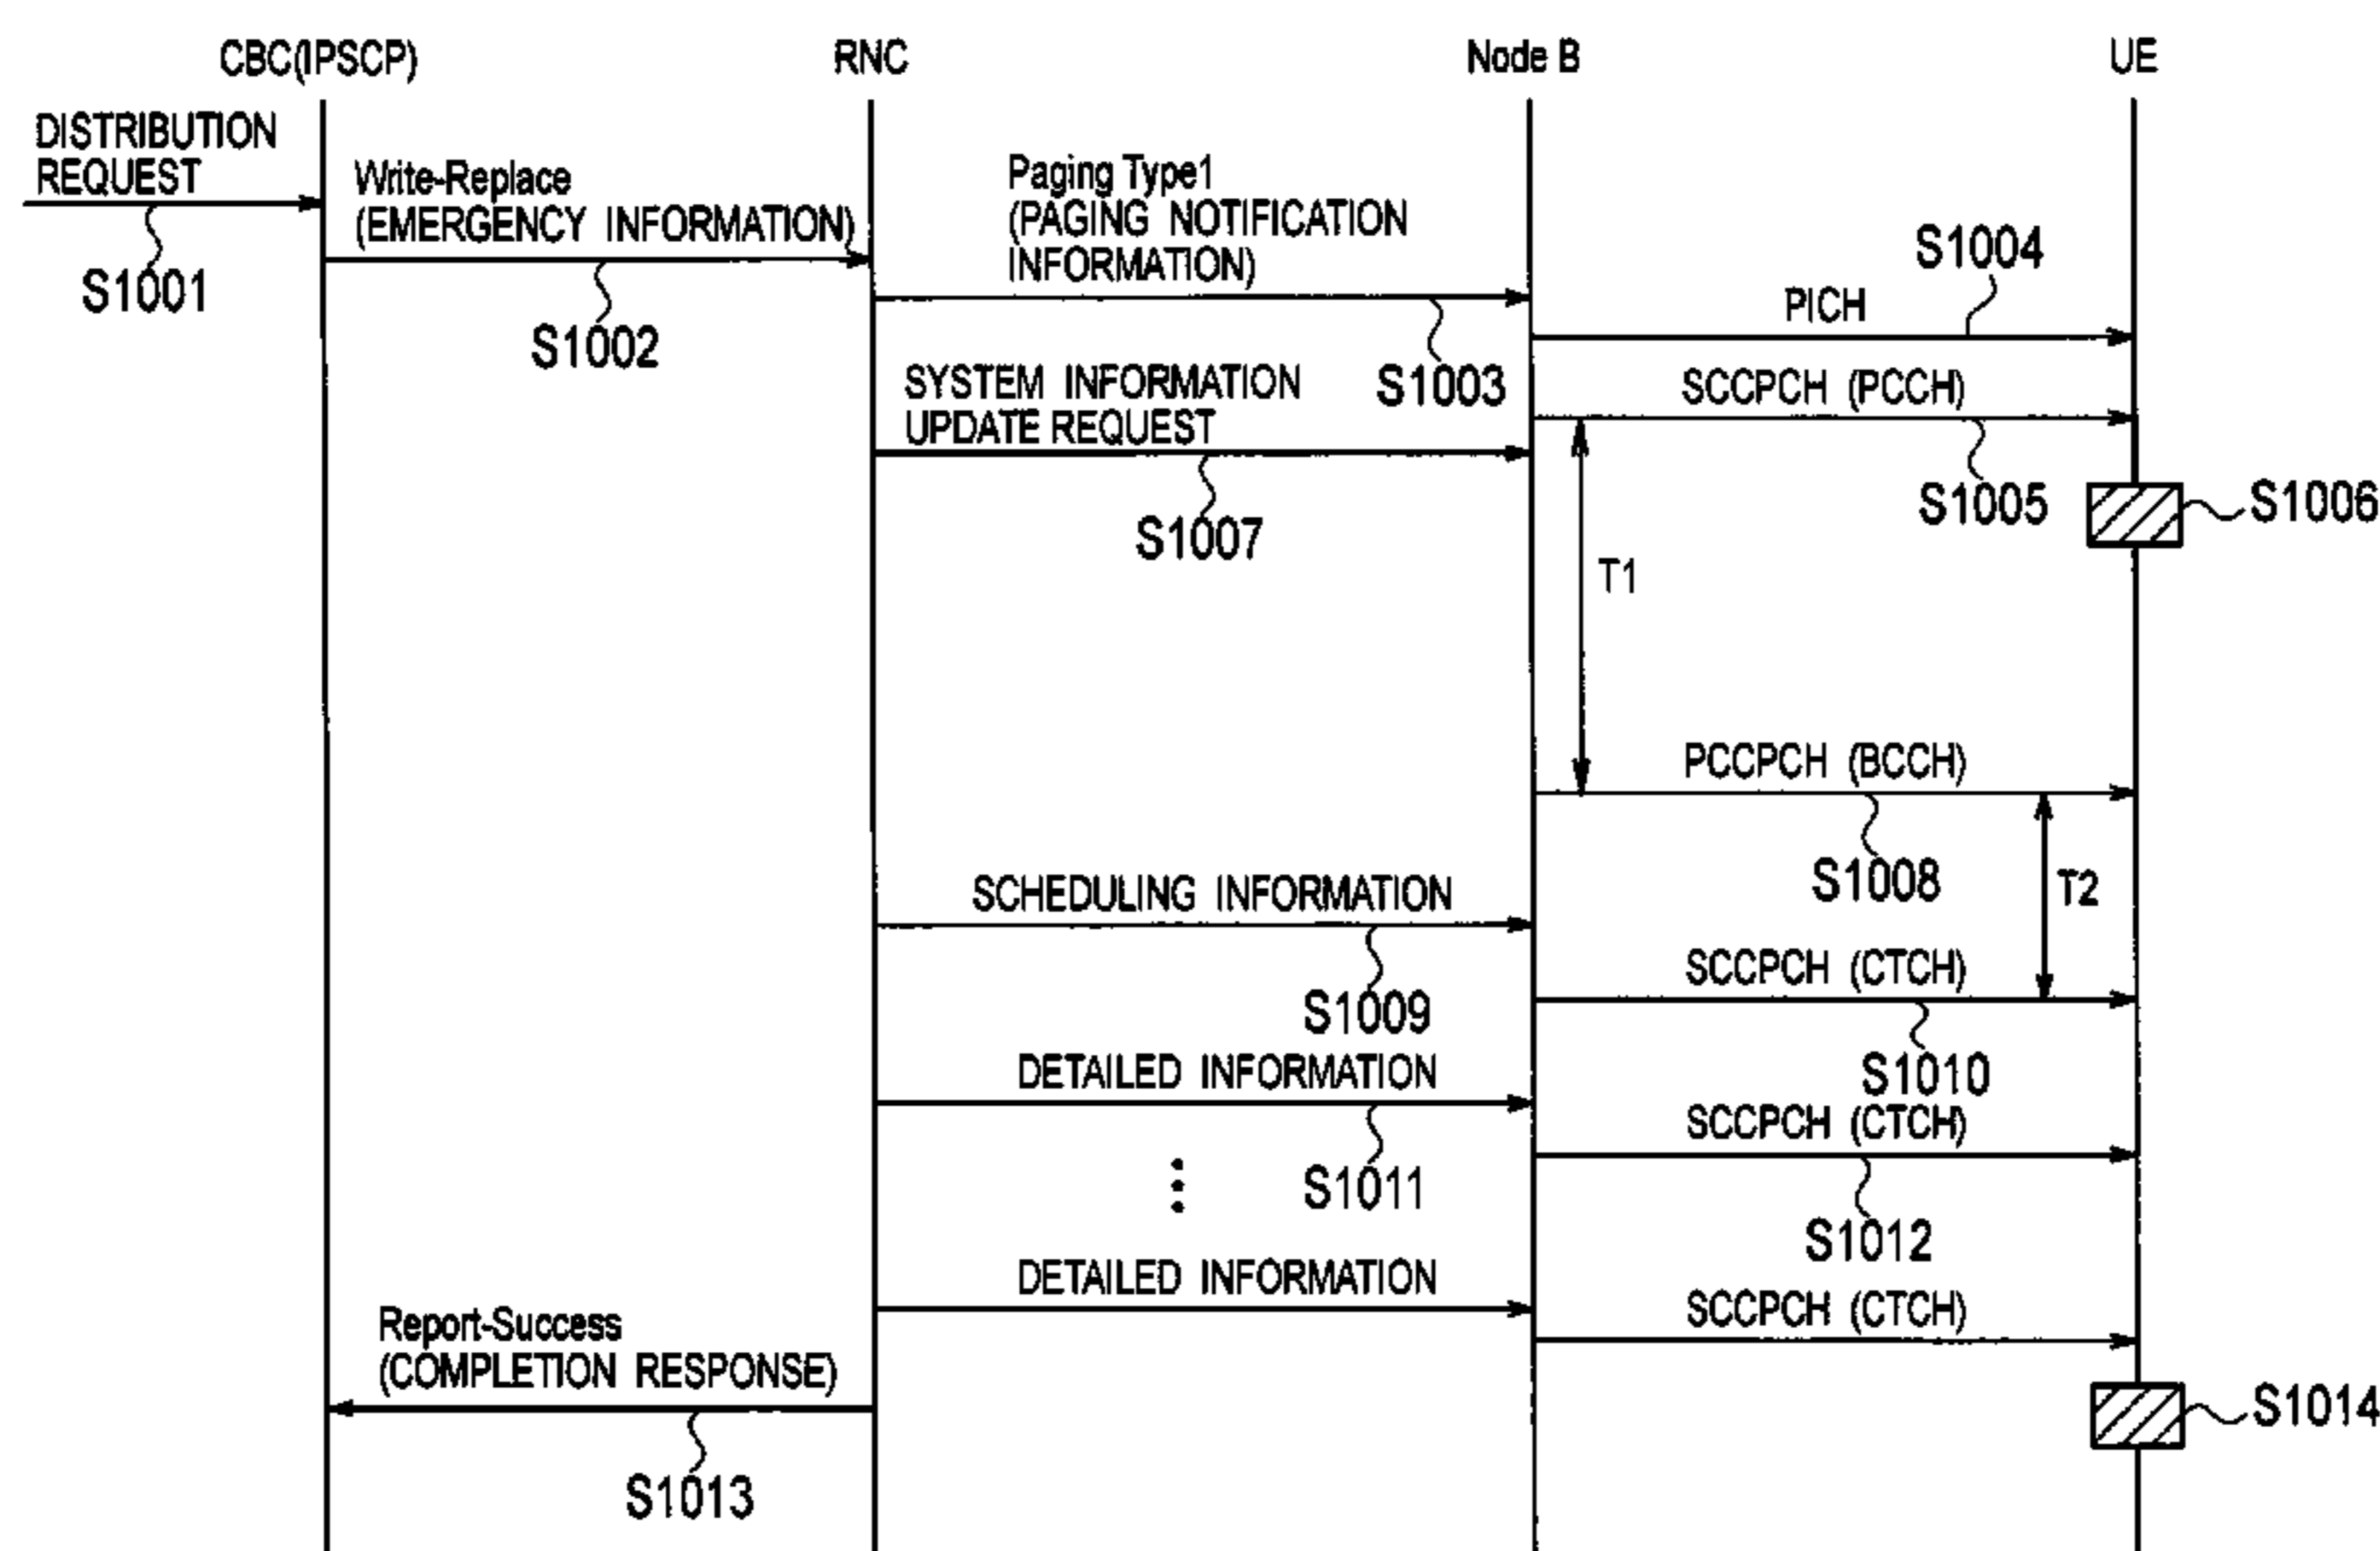 CBC(IPSCP)
RNC
Node B
UE
DISTRIBUTION
REQUEST
S1001
Write-Replace
(EMERGENCY INFORMATION)
S1002
Paging Type1
(PAGING NOTIFICATION
INFORMATION)
S1003
S1004
PICH
SYSTEM INFORMATION
UPDATE REQUEST
S1007
SCCPCH (PCCH)
S1005
S1006
T1
PCCPCH (BCCH)
S1008
T2
SCHEDULING INFORMATION
S1009
SCCPCH (CTCH)
S1010
DETAILED INFORMATION
S1011
SCCPCH (CTCH)
S1012
DETAILED INFORMATION
SCCPCH (CTCH)
Report-Success
(COMPLETION RESPONSE)
S1013
S1014